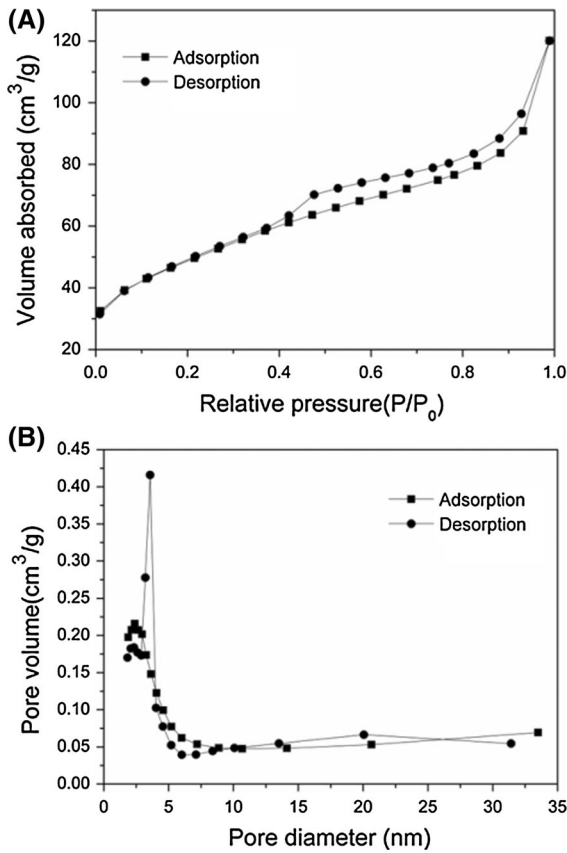 (A)
120
100
80
60
40
20
Volume absorbed (cm³/g)
Adsorption
Desorption
0.0 0.2 0.4 0.6 0.8 1.0
Relative pressure(P/P₀)
(B)
0.45
0.40
0.35
0.30
0.25
0.20
0.15
0.10
0.05
0.00
Pore volume(cm³/g)
Adsorption
Desorption
0 5 10 15 20 25 30 35
Pore diameter (nm)